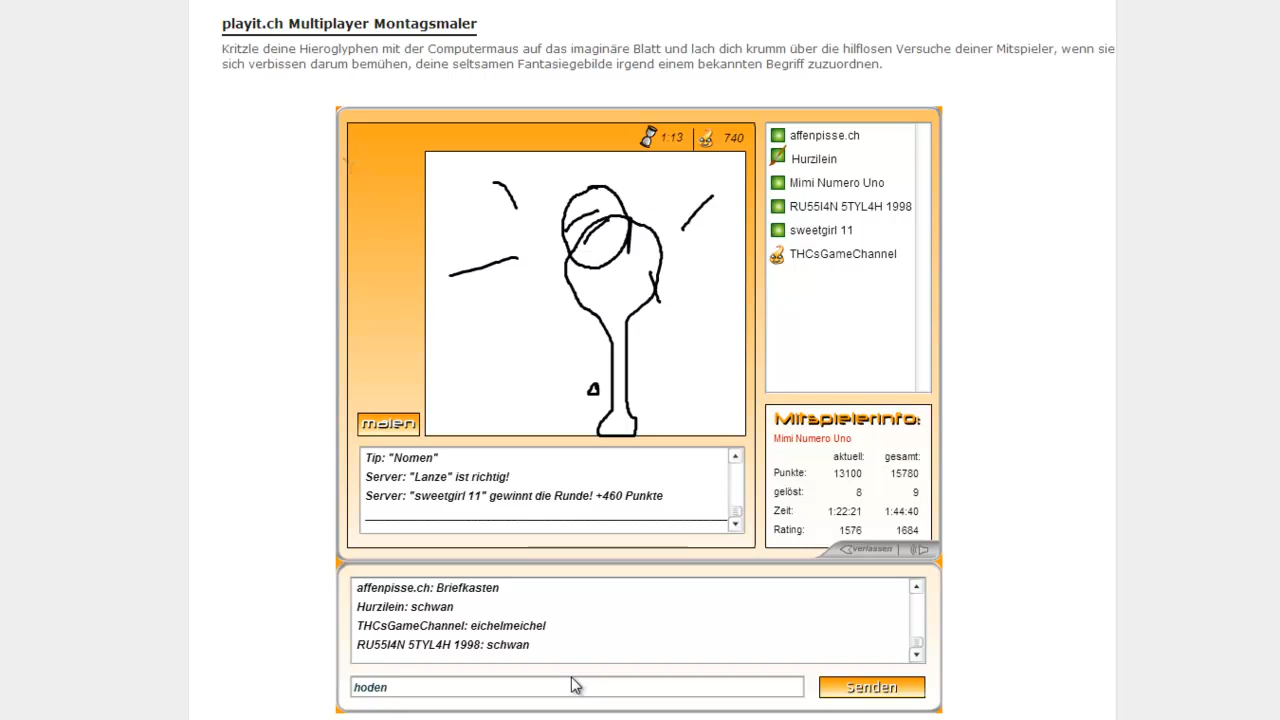 playit.ch Multiplayer Montagsmaler
Kritzle deine Hieroglyphen mit der Computermaus auf das imaginäre Blatt und lach dich krumm über die hilflosen Versuche deiner Mitspieler, wenn sie
sich verbissen darum bemühen, deine seltsamen Fantasiegebilde irgend einem bekannten Begriff zuzuordnen.
1:13
740
affenpisse.ch
Hurzilein
Mimi Numero Uno
RU55I4N 5TYL4H 1998
sweetgirl 11
THCsGameChannel
malen
Tip: "Nomen"
Server: "Lanze" ist richtig!
Server: "sweetgirl 11" gewinnt die Runde! +460 Punkte
Mitspielerinfo:
Mimi Numero Uno
aktuell: gesamt:
Punkte: 13100 15780
gelöst: 8 9
Zeit: 1:22:21 1:44:40
Rating: 1576 1684
verlassen
affenpisse.ch: Briefkasten
Hurzilein: schwan
THCsGameChannel: eichelmeichel
RU55I4N 5TYL4H 1998: schwan
hoden
Senden